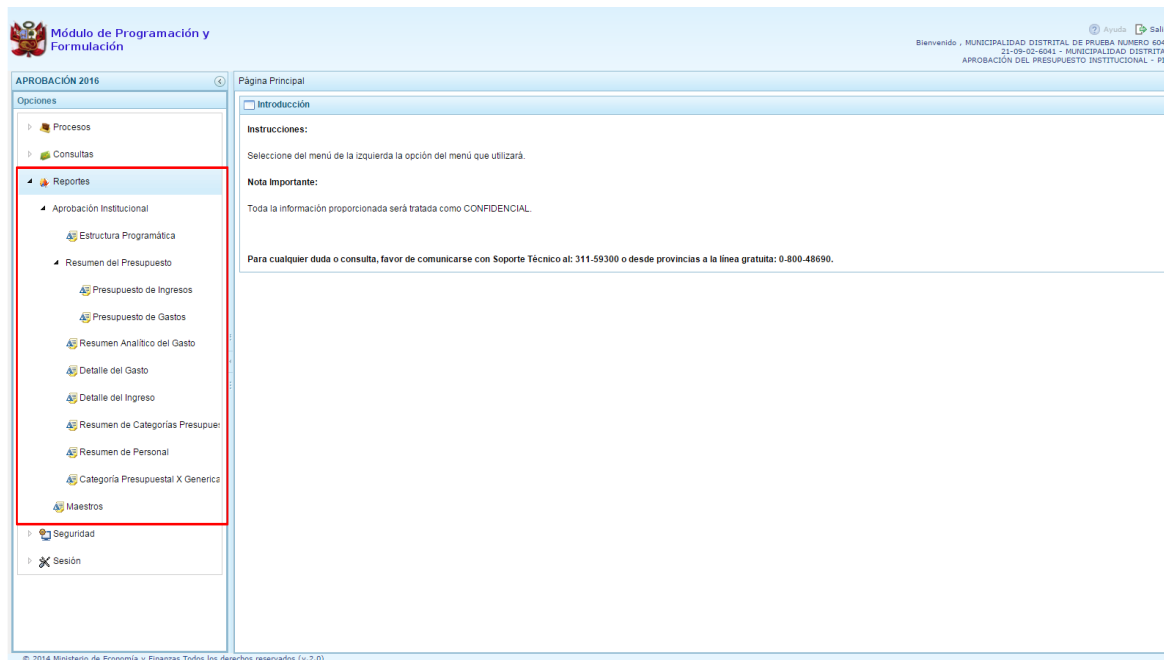 Módulo de Programación y
Formulación
Ayuda Sali
Bienvenido , MUNICIPALIDAD DISTRITAL DE PRUEBA NUMERO 604
21-09-02-6041 - MUNICIPALIDAD DISTRITA
APROBACIÓN DEL PRESUPUESTO INSTITUCIONAL - PI
APROBACIÓN 2016
Página Principal
Opciones
Introducción
Procesos
Instrucciones:
Consultas
Seleccione del menú de la izquierda la opción del menú que utilizará.
Reportes
Nota Importante:
Aprobación Institucional
Toda la información proporcionada será tratada como CONFIDENCIAL.
Estructura Programática
Resumen del Presupuesto
Para cualquier duda o consulta, favor de comunicarse con Soporte Técnico al: 311-59300 o desde provincias a la línea gratuita: 0-800-48690.
Presupuesto de Ingresos
Presupuesto de Gastos
Resumen Analítico del Gasto
Detalle del Gasto
Detalle del Ingreso
Resumen de Categorías Presupues
Resumen de Personal
Categoría Presupuestal X Generica
Maestros
Seguridad
Sesión
© 2014 Ministerio de Economía y Finanzas Todos los derechos reservados (v 2.0)